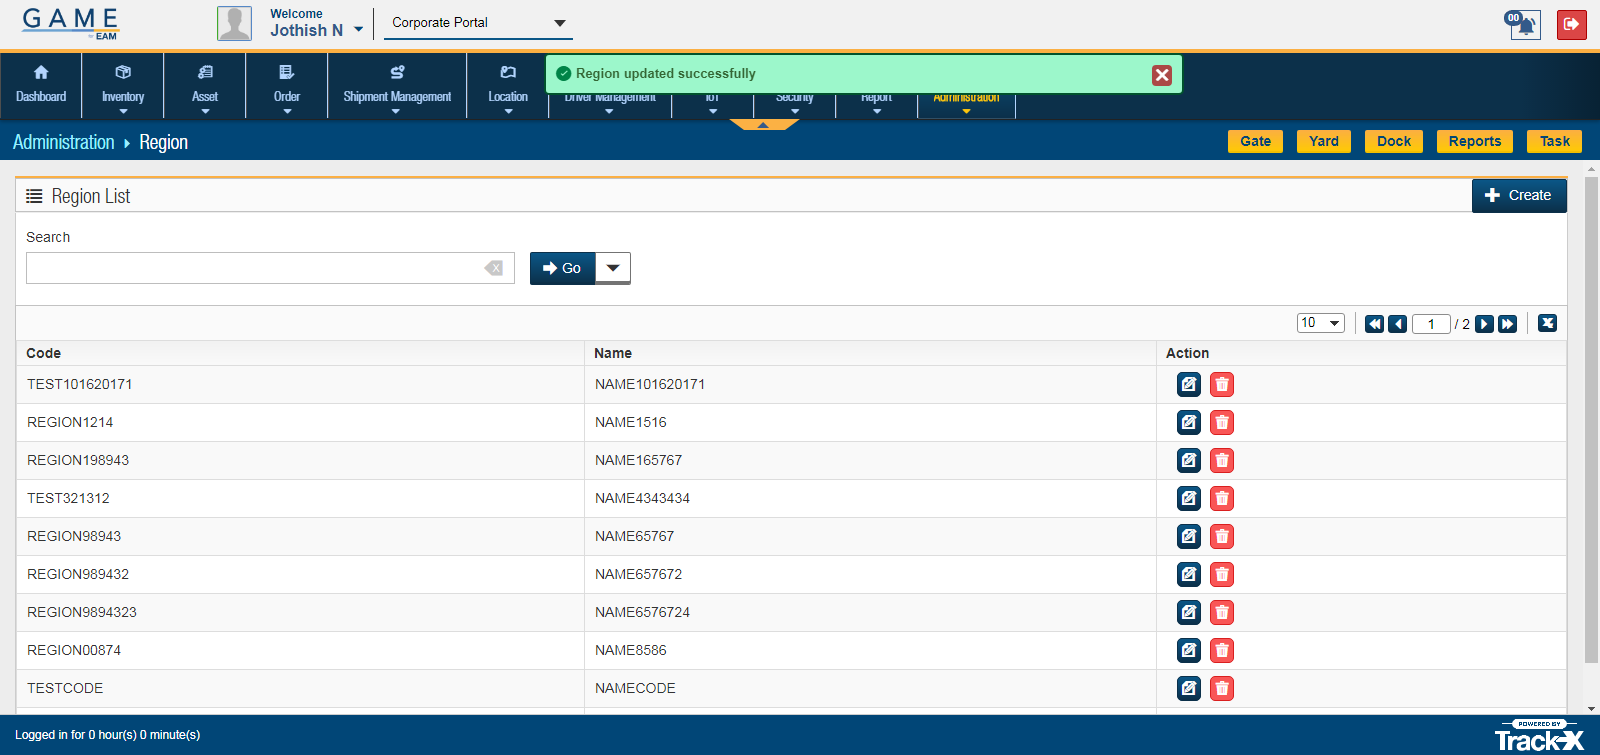 GAME
EAM
Welcome
Jothish N
Corporate Portal
00
Region updated successfully
Dashboard Inventory Asset Order Shipment Management Location Driver Management IoT Security Report Administration
Administration Region
Gate Yard Dock Reports Task
Region List
Create
Search
Go
10 1 / 2
Code Name Action
TEST101620171 NAME101620171
REGION1214 NAME1516
REGION198943 NAME165767
TEST321312 NAME4343434
REGION98943 NAME65767
REGION989432 NAME657672
REGION9894323 NAME6576724
REGION00874 NAME8586
TESTCODE NAMECODE
Logged in for 0 hour(s) 0 minute(s)
POWERED BY
Track-X